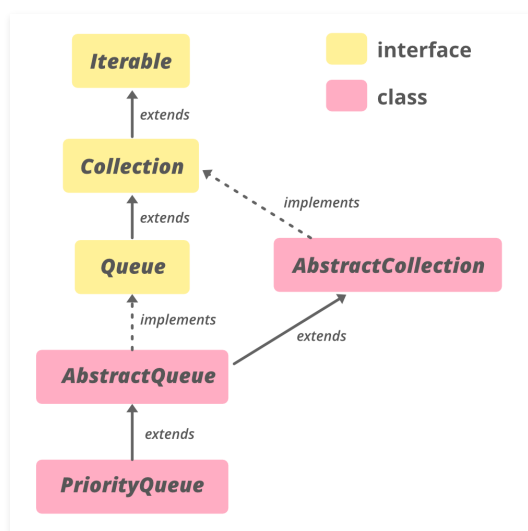 Iterable
interface
class
extends
Collection
implements
extends
Queue
AbstractCollection
implements
extends
AbstractQueue
extends
PriorityQueue